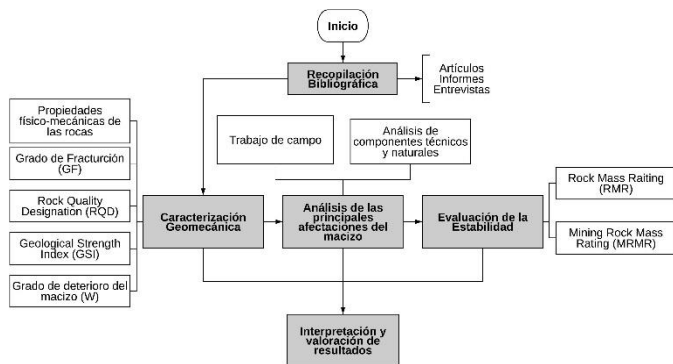 Inicio
Recopilación
Bibliográfica
Artículos
Informes
Entrevistas
Propiedades
físico-mecánicas de
las rocas
Grado de Fracturción
(GF)
Rock Quality
Designation (RQD)
Geological Strength
Index (GSI)
Grado de deterioro del
macizo (W)
Trabajo de campo
Análisis de
componentes técnicos
y naturales
Caracterización
Geomecánica
Análisis de las
principales
afectaciones del
macizo
Evaluación de la
Estabilidad
Rock Mass Raiting
(RMR)
Mining Rock Mass
Rating (MRMR)
Interpretación y
valoración de
resultados